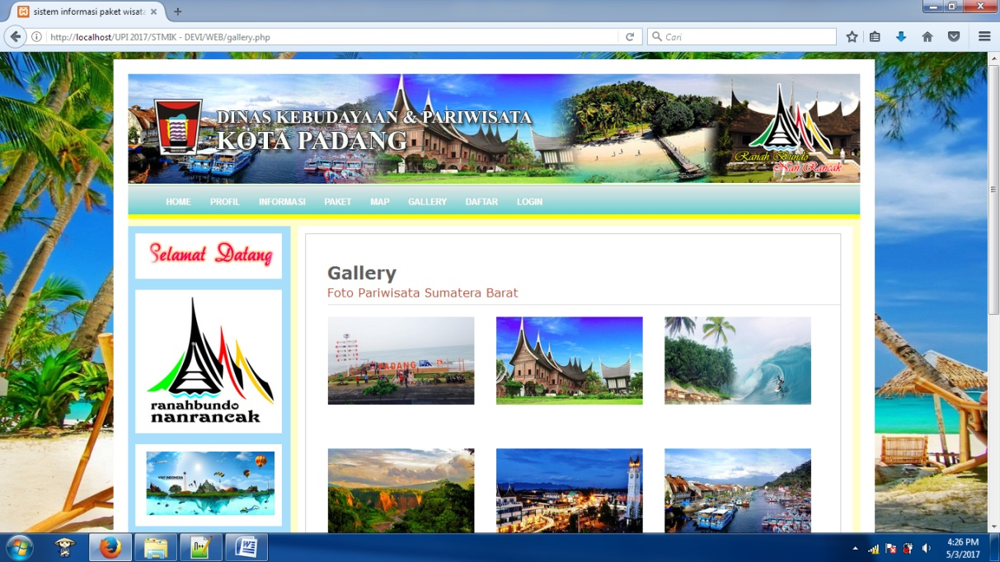 sistem informasi paket wisata
http://localhost/UPI 2017/STMIK - DEVI/WEB/gallery.php
Cari
DINAS KEBUDAYAAN & PARIWISATA
KOTA PADANG
Ranah Bundo
Nan Rancak
HOME PROFIL INFORMASI PAKET MAP GALLERY DAFTAR LOGIN
Selamat Datang
ranahbundo
nanrancak
VISIT INDONESIA
Gallery
Foto Pariwisata Sumatera Barat
PADANG
N++
W
4:26 PM
5/3/2017